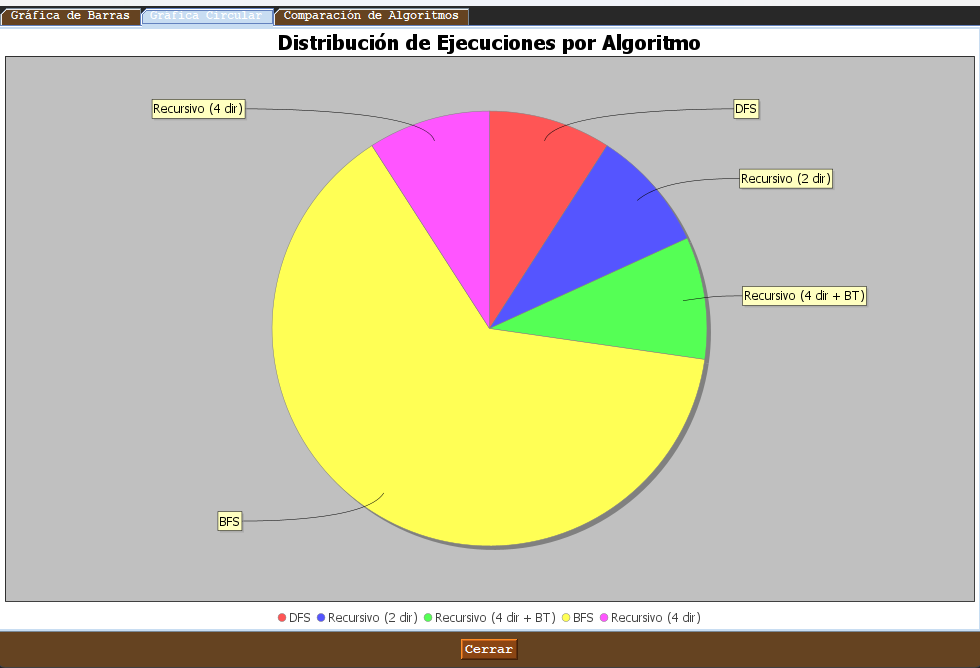 Gráfica de Barras
Gráfica Circular
Comparación de Algoritmos
Distribución de Ejecuciones por Algoritmo
Recursivo (4 dir)
DFS
Recursivo (2 dir)
Recursivo (4 dir + BT)
BFS
DFS Recursivo (2 dir) Recursivo (4 dir + BT) BFS Recursivo (4 dir)
Cerrar